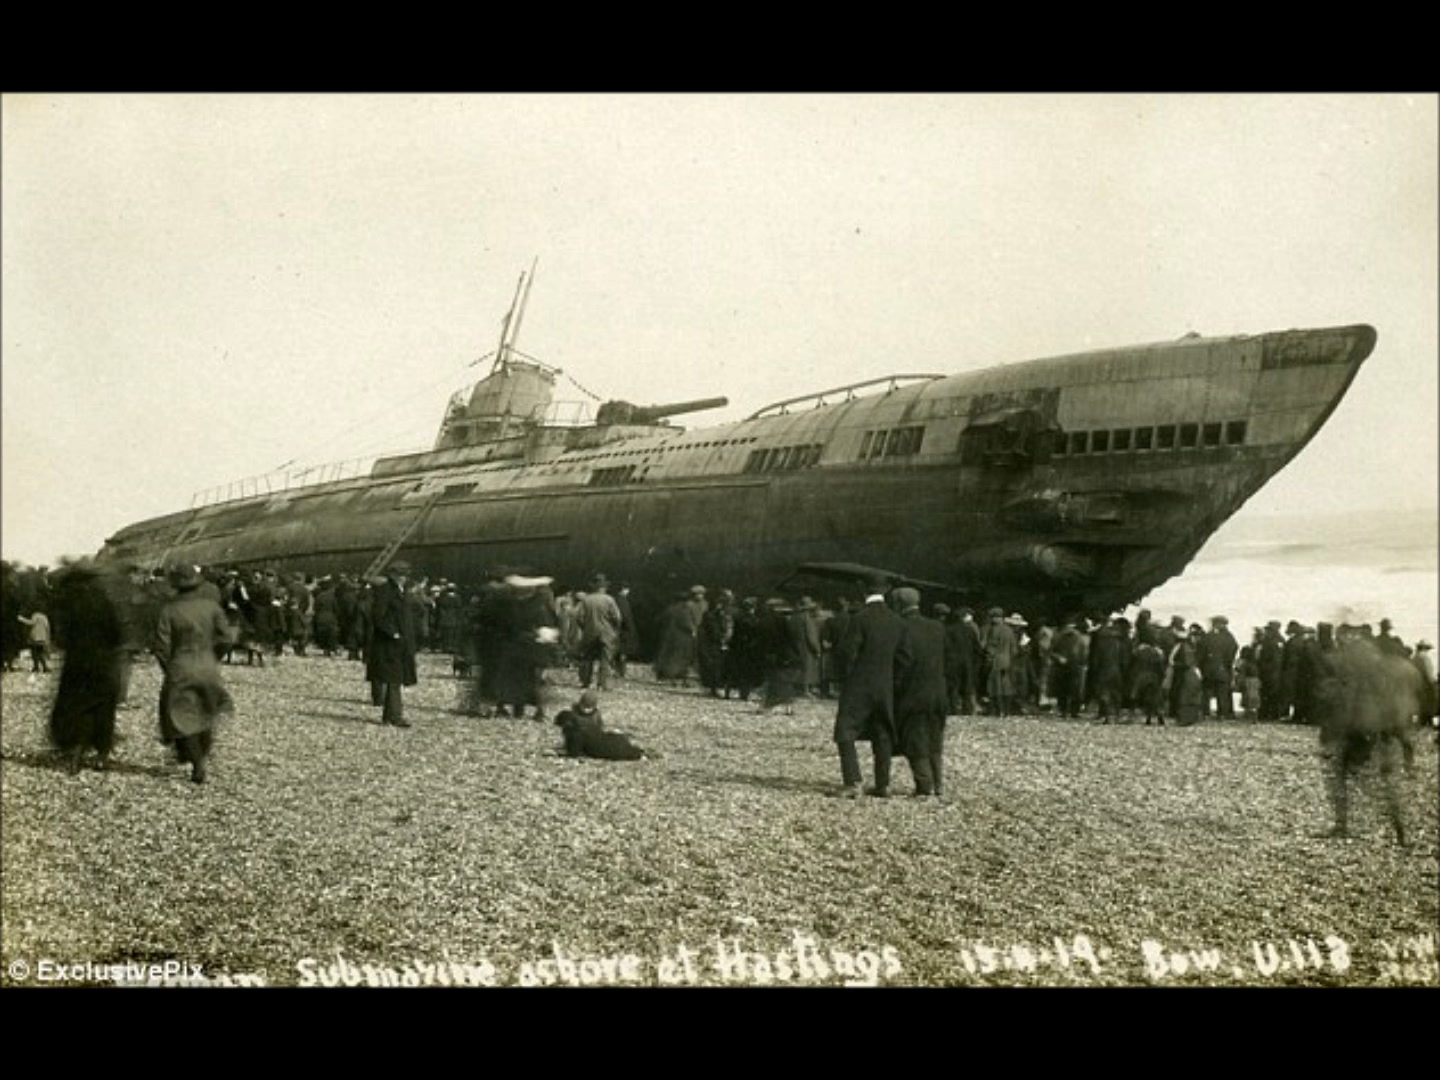 © ExclusivePix
Submarine ashore at Hastings 15.4.19. Bow. U.118